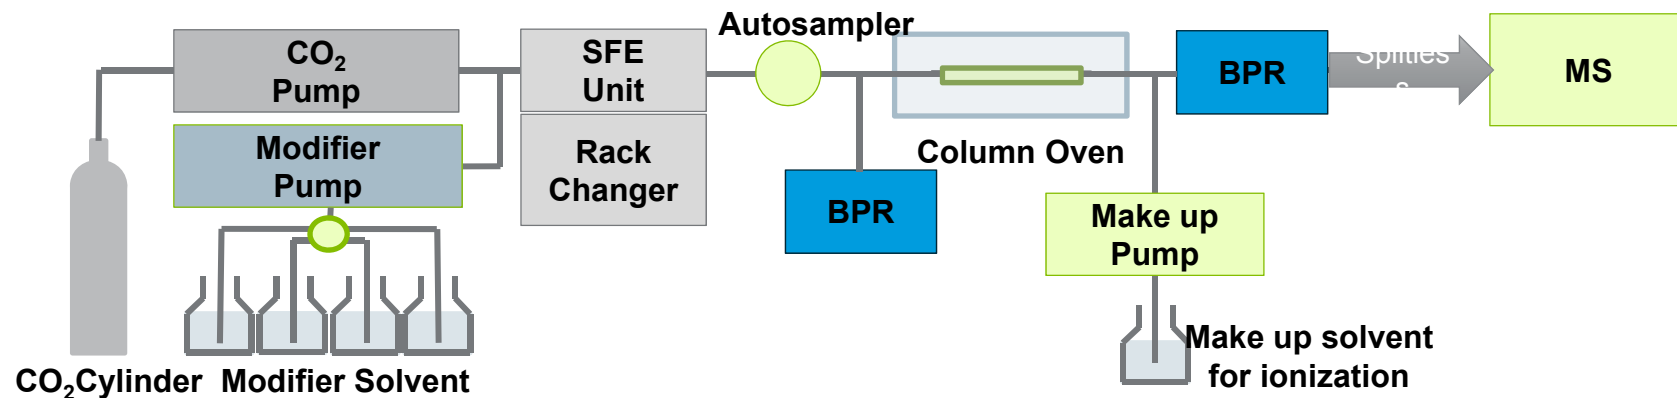 Autosampler
CO₂
Pump
SFE
Unit
BPR
Splitles
s
MS
Modifier
Pump
Rack
Changer
Column Oven
BPR
Make up
Pump
CO₂Cylinder
Modifier Solvent
Make up solvent
for ionization